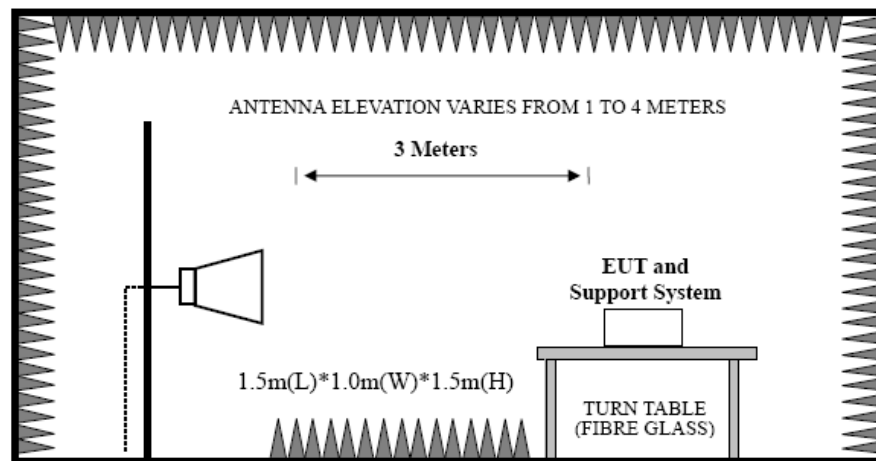 ANTENNA ELEVATION VARIES FROM 1 TO 4 METERS
3 Meters
EUT and
Support System
1.5m(L)*1.0m(W)*1.5m(H)
TURN TABLE
(FIBRE GLASS)